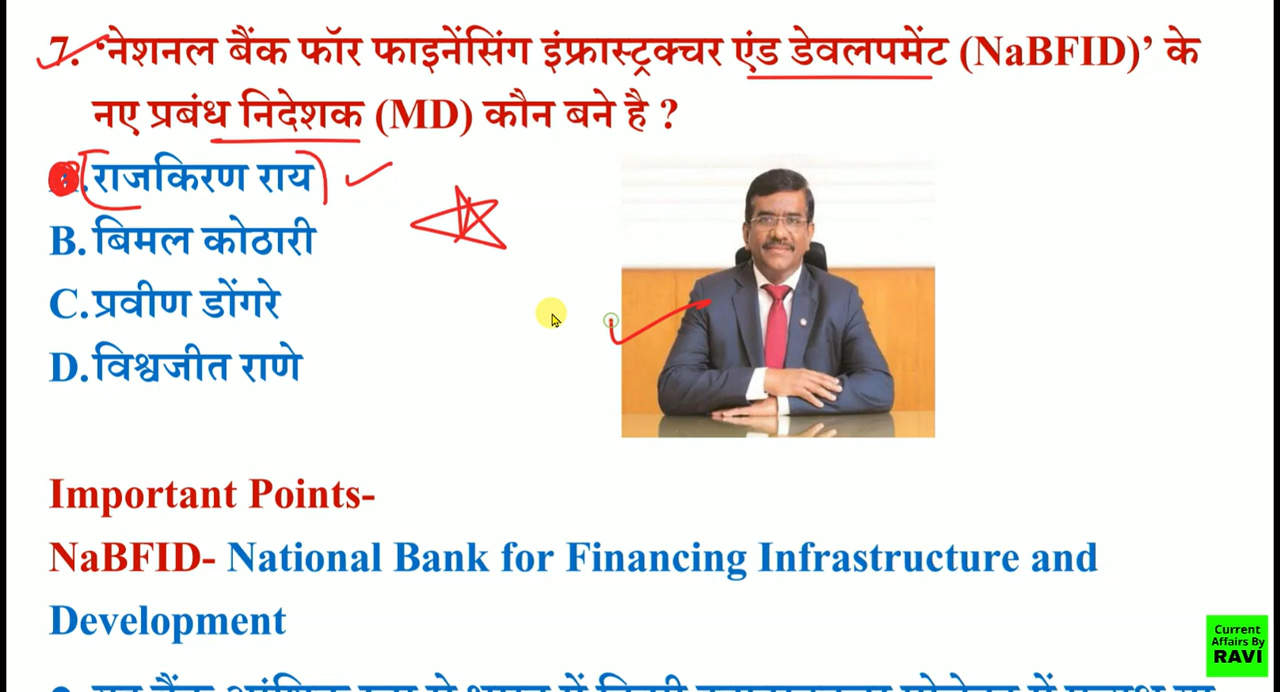 7. 'नेशनल बैंक फॉर फाइनेंसिंग इंफ्रास्ट्रक्चर एंड डेवलपमेंट (NaBFID)’ के
नए प्रबंध निदेशक (MD) कौन बने है ?
.राजकिरण राय
B.बिमल कोठारी
C.प्रवीण डोंगरे
D.विश्वजीत राणे
Important Points-
NaBFID- National Bank for Financing Infrastructure and
Development
Current
Affairs By
RAVI